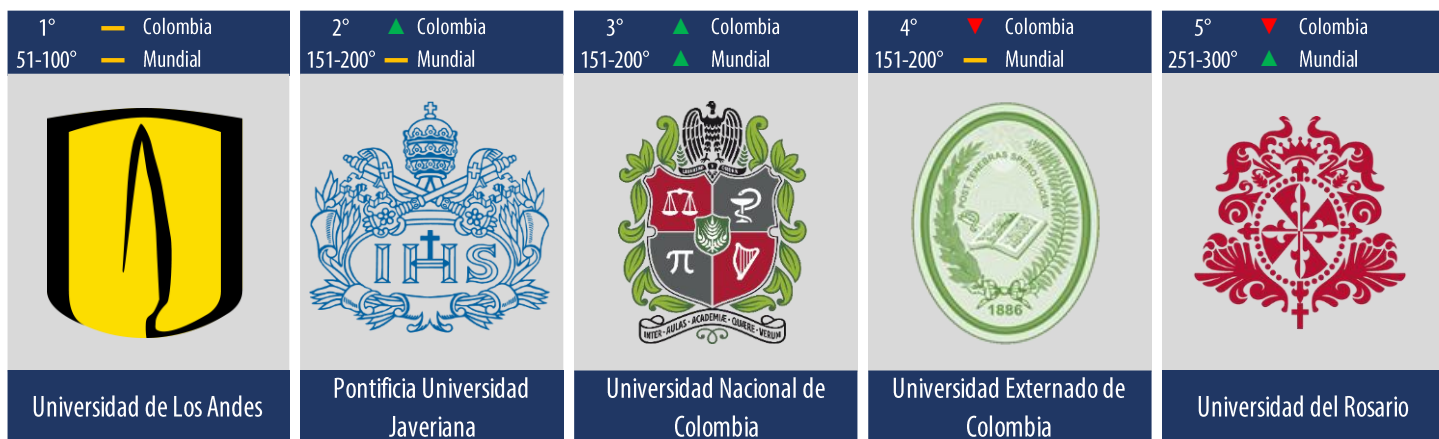 1° Colombia
51-100° Mundial
Universidad de Los Andes
2° Colombia
151-200° Mundial
IHS
Pontificia Universidad
Javeriana
3° Colombia
151-200° Mundial
π
INTER · AULAS · ACADEMIÆ · QUÆRE · VERUM
Universidad Nacional de
Colombia
4° Colombia
151-200° Mundial
POST TENEBRAS SPERO LUCEM
1886
Universidad Externado de
Colombia
5° Colombia
251-300° Mundial
Universidad del Rosario